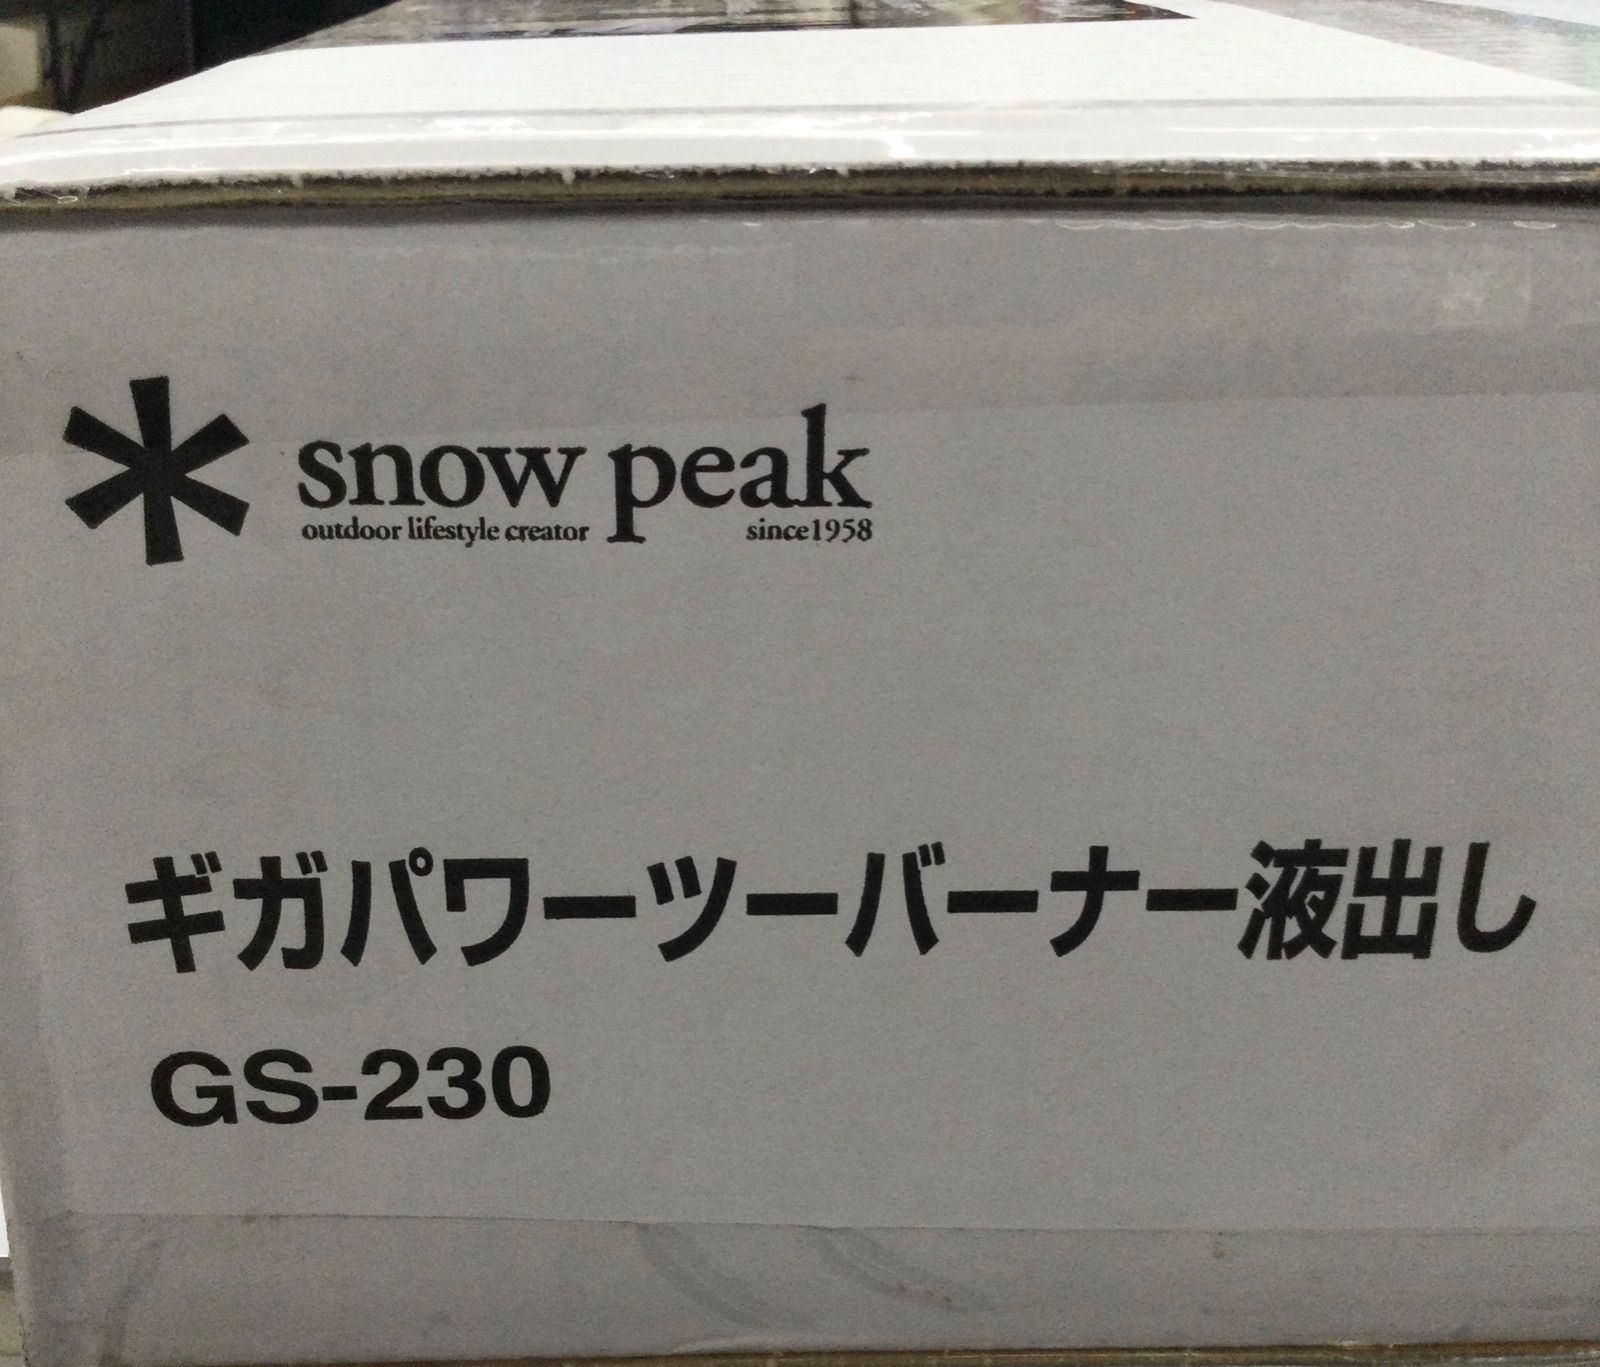 snow peak
outdoor lifestyle creator since1958
ギガパワーツーバーナー液出し
GS-230